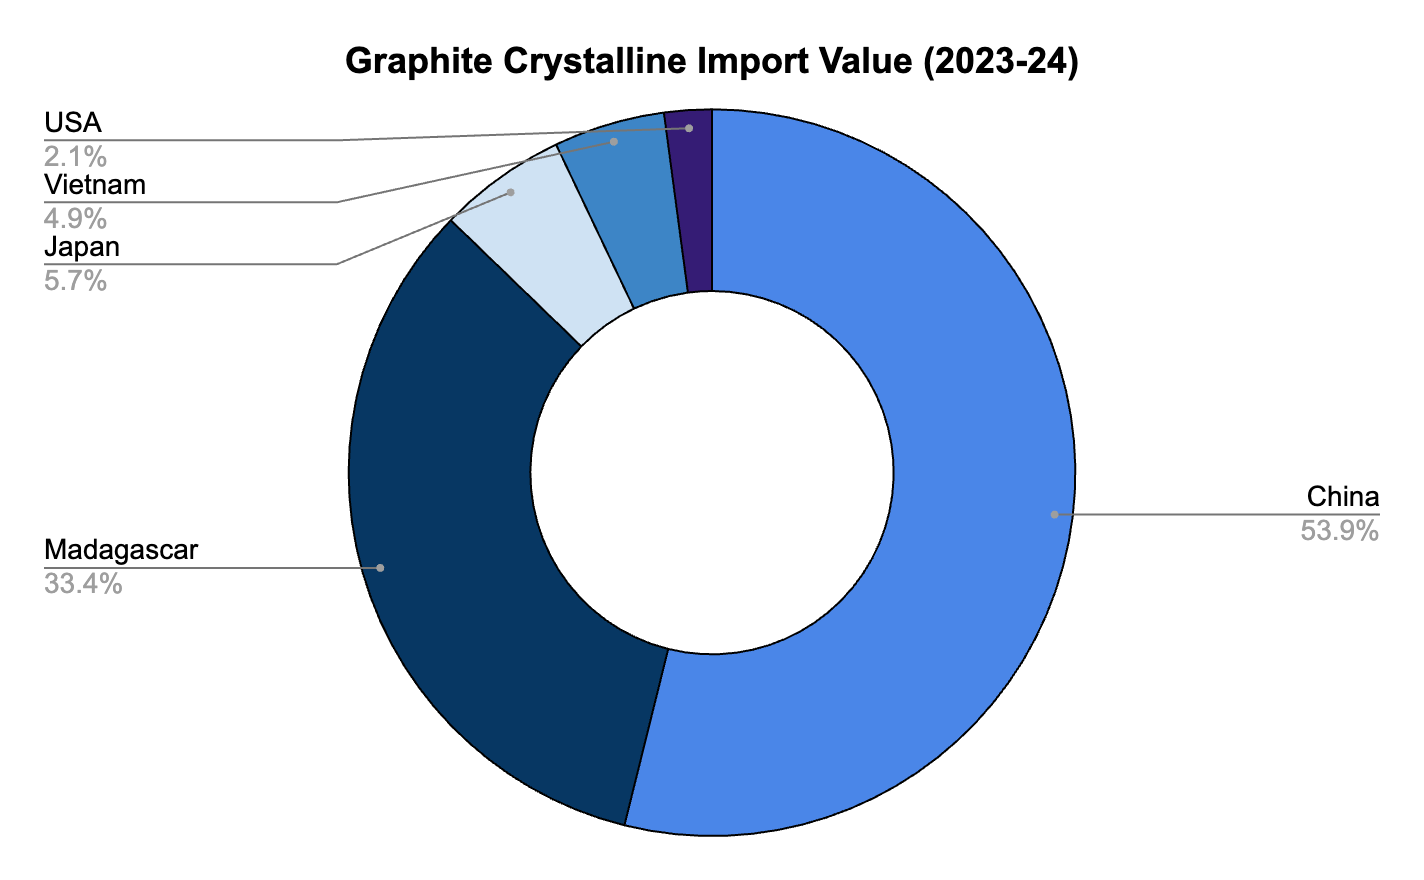 Graphite Crystalline Import Value (2023-24)
USA
2.1%
Vietnam
4.9%
Japan
5.7%
Madagascar
33.4%
China
53.9%